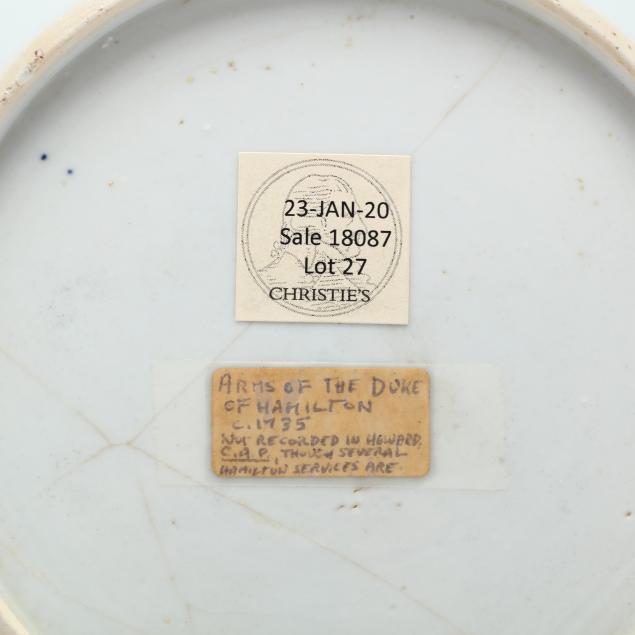 23-JAN-20
Sale 18087
Lot 27
CHRISTIE'S
ARMS OF THE DUKE
OF HAMILTON
C.1735
NOT RECORDED IN HOWARD,
C.A.P., THOUGH SEVERAL
HAMILTON SERVICES ARE.